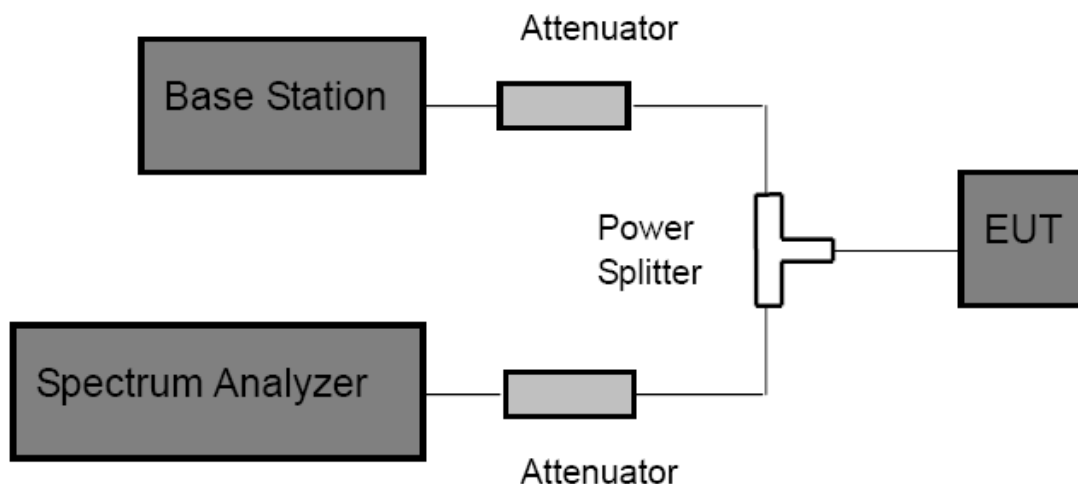 Attenuator
Base Station
Power
Splitter
EUT
Spectrum Analyzer
Attenuator